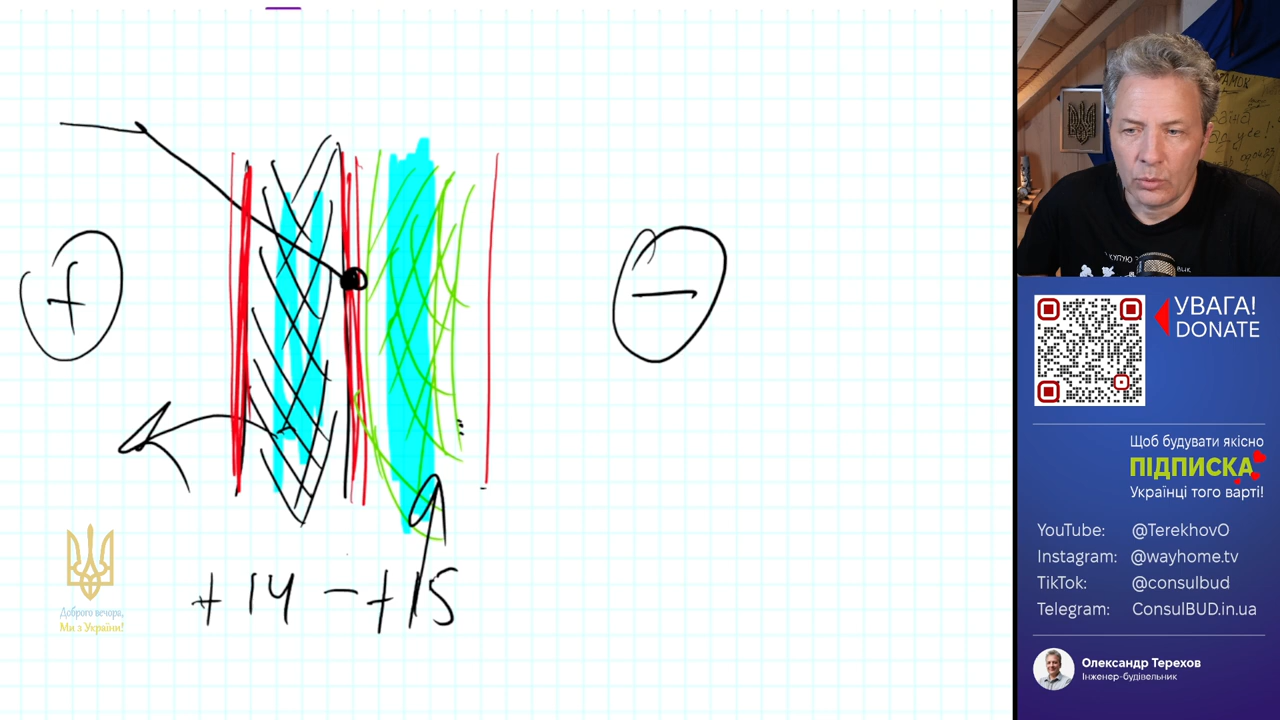 +
−
+14 − +15
Доброго вечора,
Ми з України!
УВАГА!
DONATE
Щоб будувати якісно
ПІДПИСКА
Українці того варті!
YouTube: @TerekhovO
Instagram: @wayhome.tv
TikTok: @consulbud
Telegram: ConsulBUD.in.ua
Олександр Терехов
Інженер-будівельник